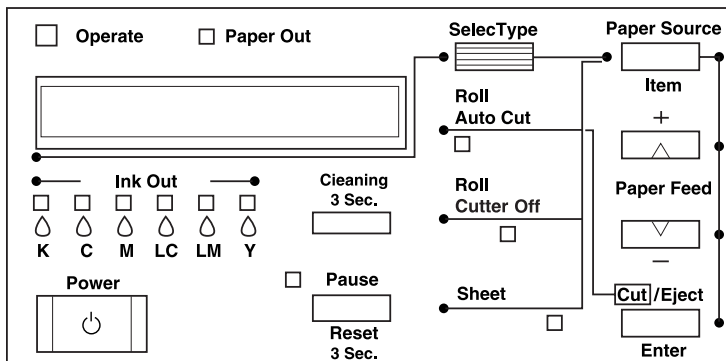 Operate
Paper Out
SelecType
Paper Source
Item
Roll
Auto Cut
+
Ink Out
K C M LC LM Y
Cleaning
3 Sec.
Roll
Cutter Off
Paper Feed
–
Power
Pause
Reset
3 Sec.
Sheet
Cut/Eject
Enter